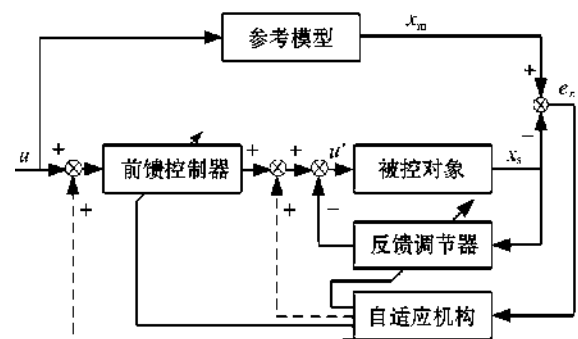 参考模型
x_m
+
e_n
−
u
+
前馈控制器
+
+
u'
被控对象
x_s
+
+
−
反馈调节器
自适应机构